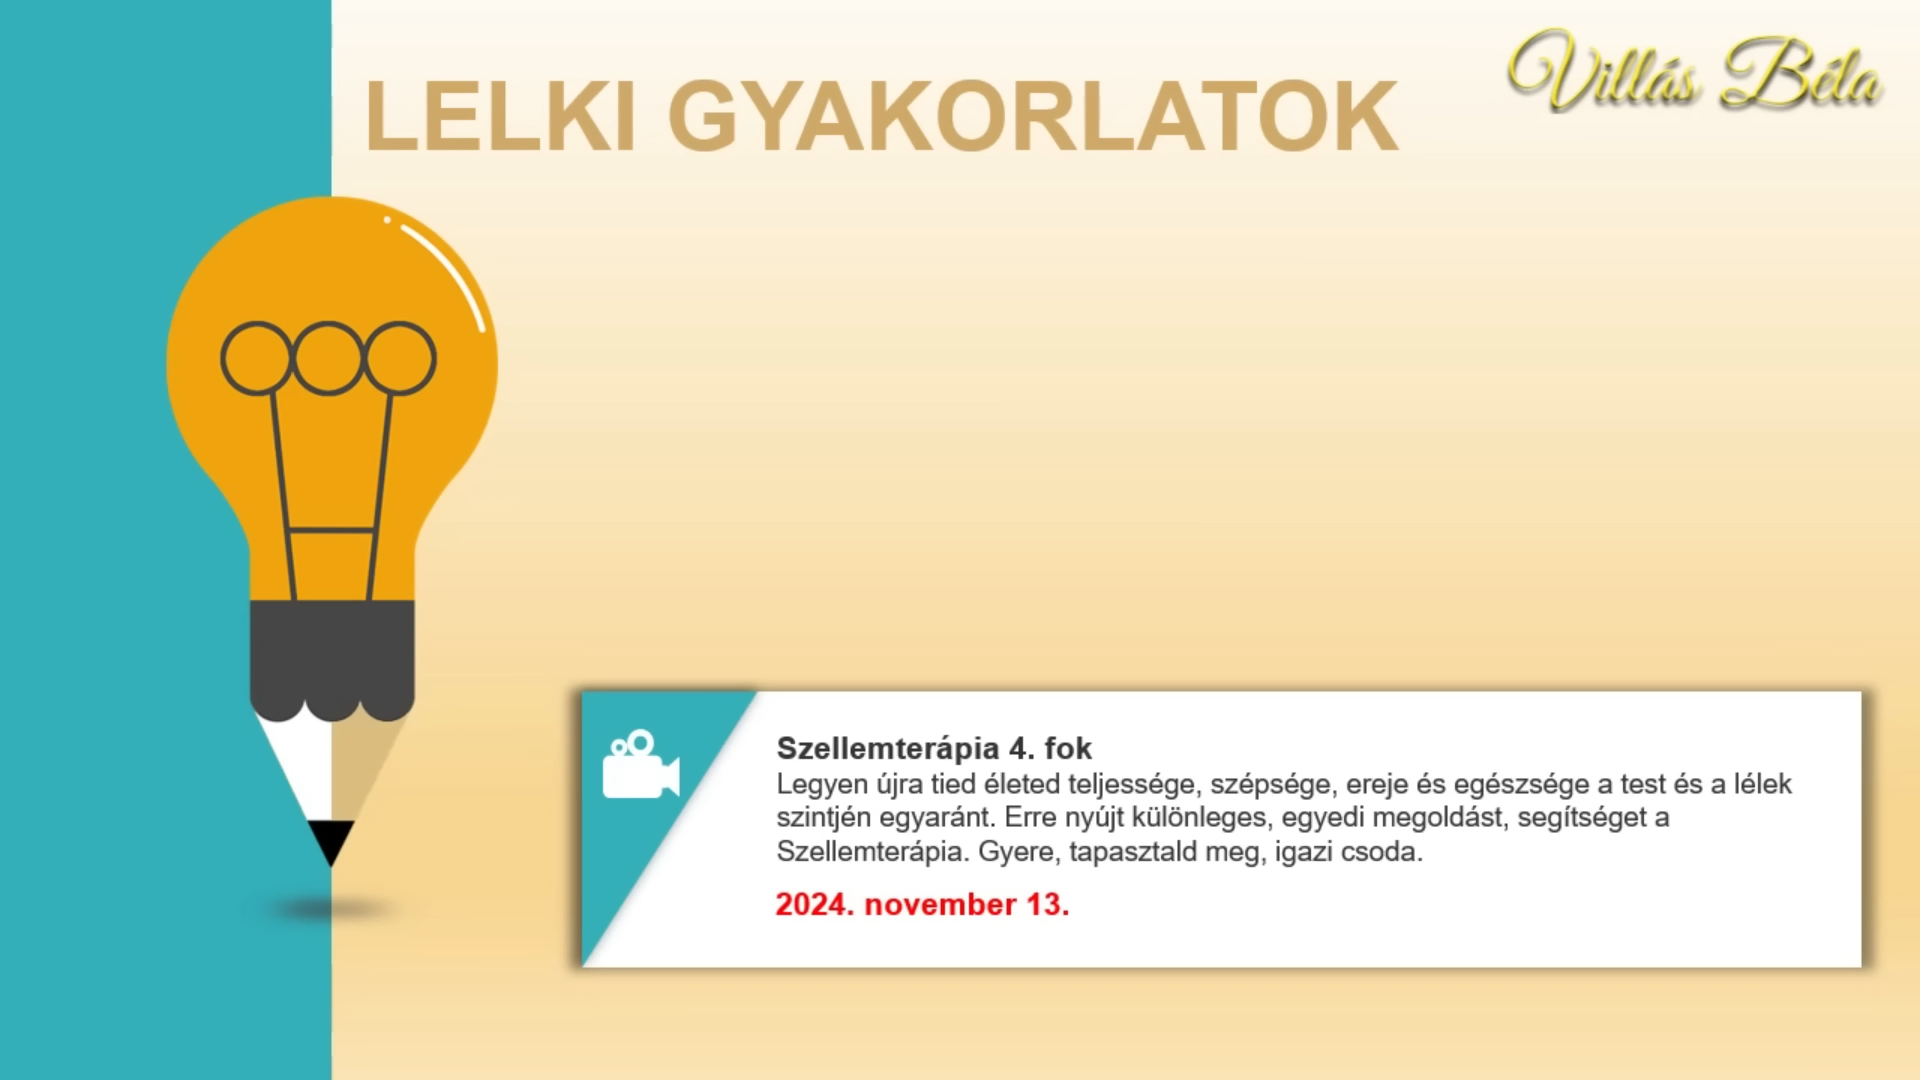 LELKI GYAKORLATOK
Villás Béla
Szellemterápia 4. fok
Legyen újra tied életed teljessége, szépsége, ereje és egészsége a test és a lélek
szintjén egyaránt. Erre nyújt különleges, egyedi megoldást, segítséget a
Szellemterápia. Gyere, tapasztald meg, igazi csoda.
2024. november 13.